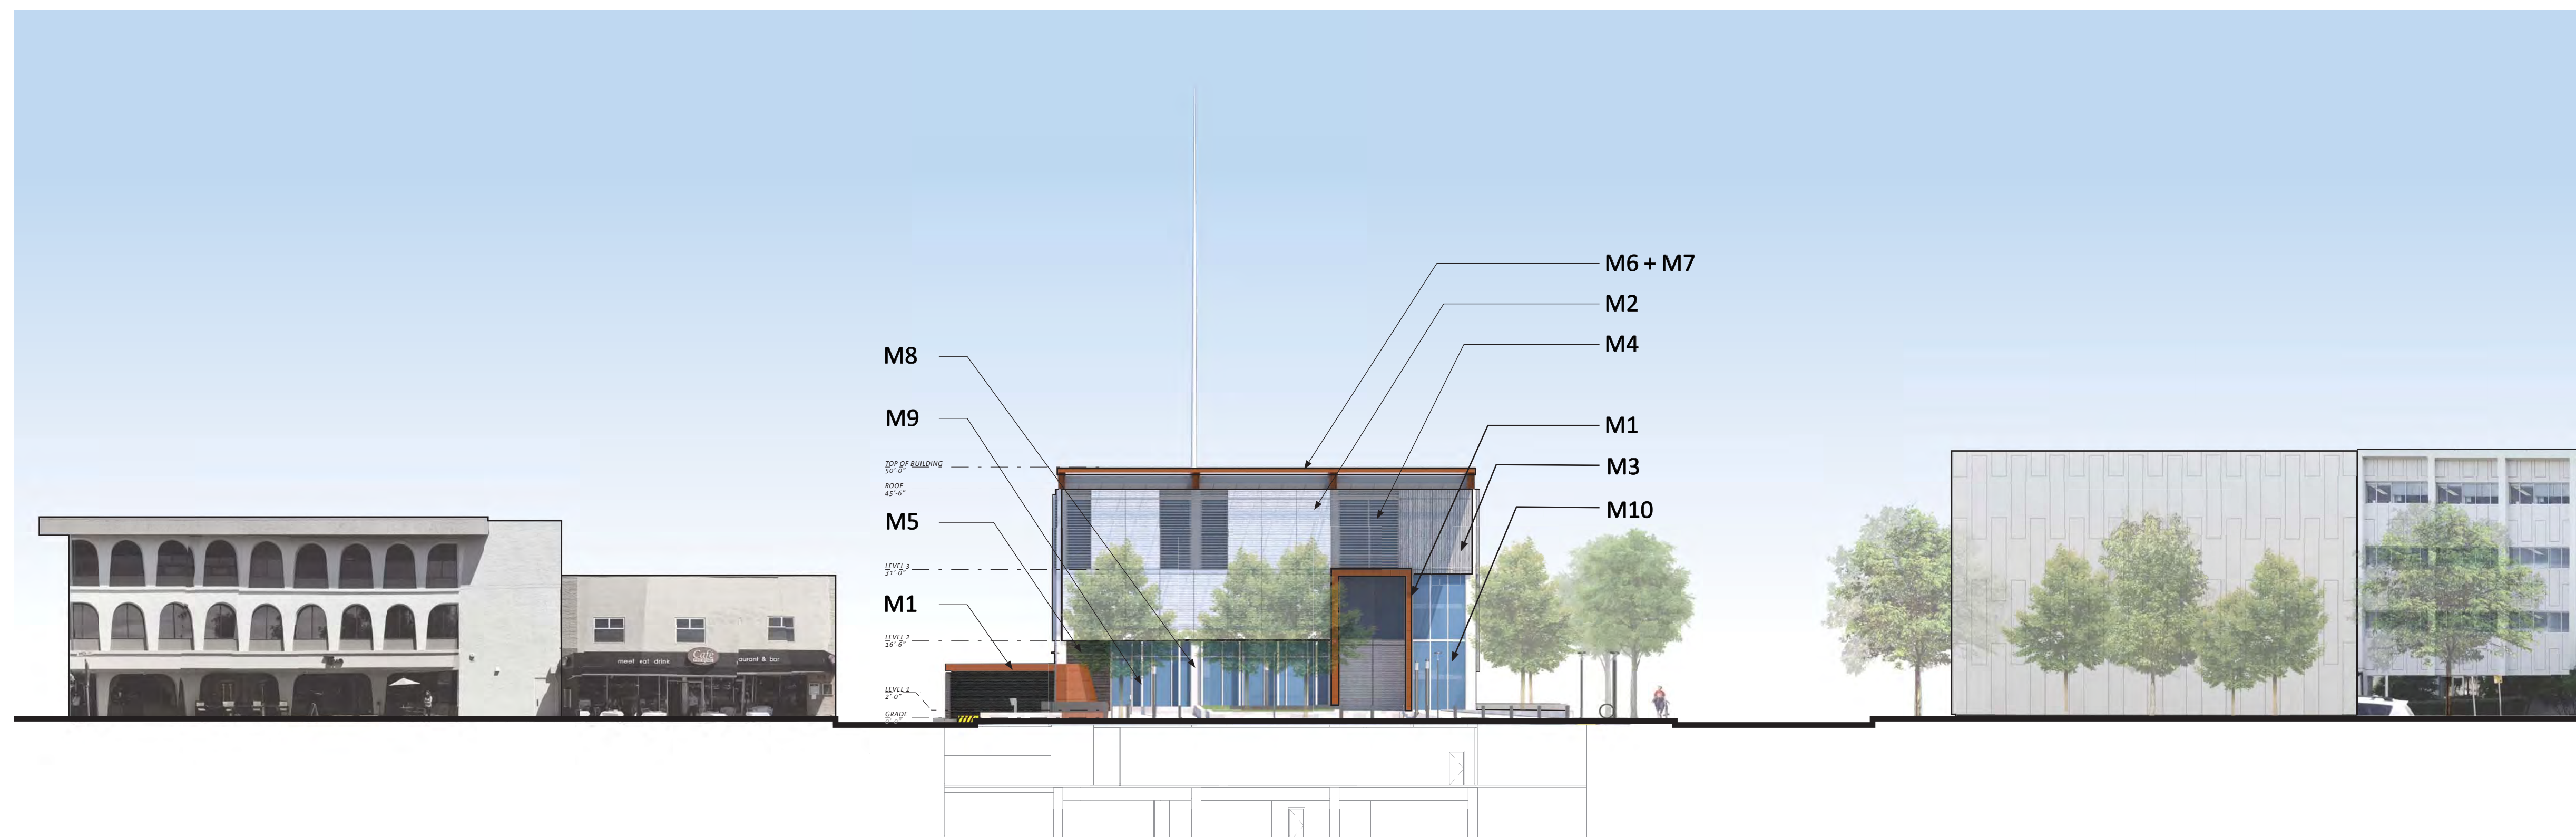 M6 + M7
M2
M4
M1
M3
M10
M8
M9
M5
M1
TOP OF BUILDING
50'-0"
ROOF
45'-6"
LEVEL 3
31'-0"
LEVEL 2
16'-6"
LEVEL 1
2'-0"
GRADE
meet eat drink
Cafe
aurant & bar